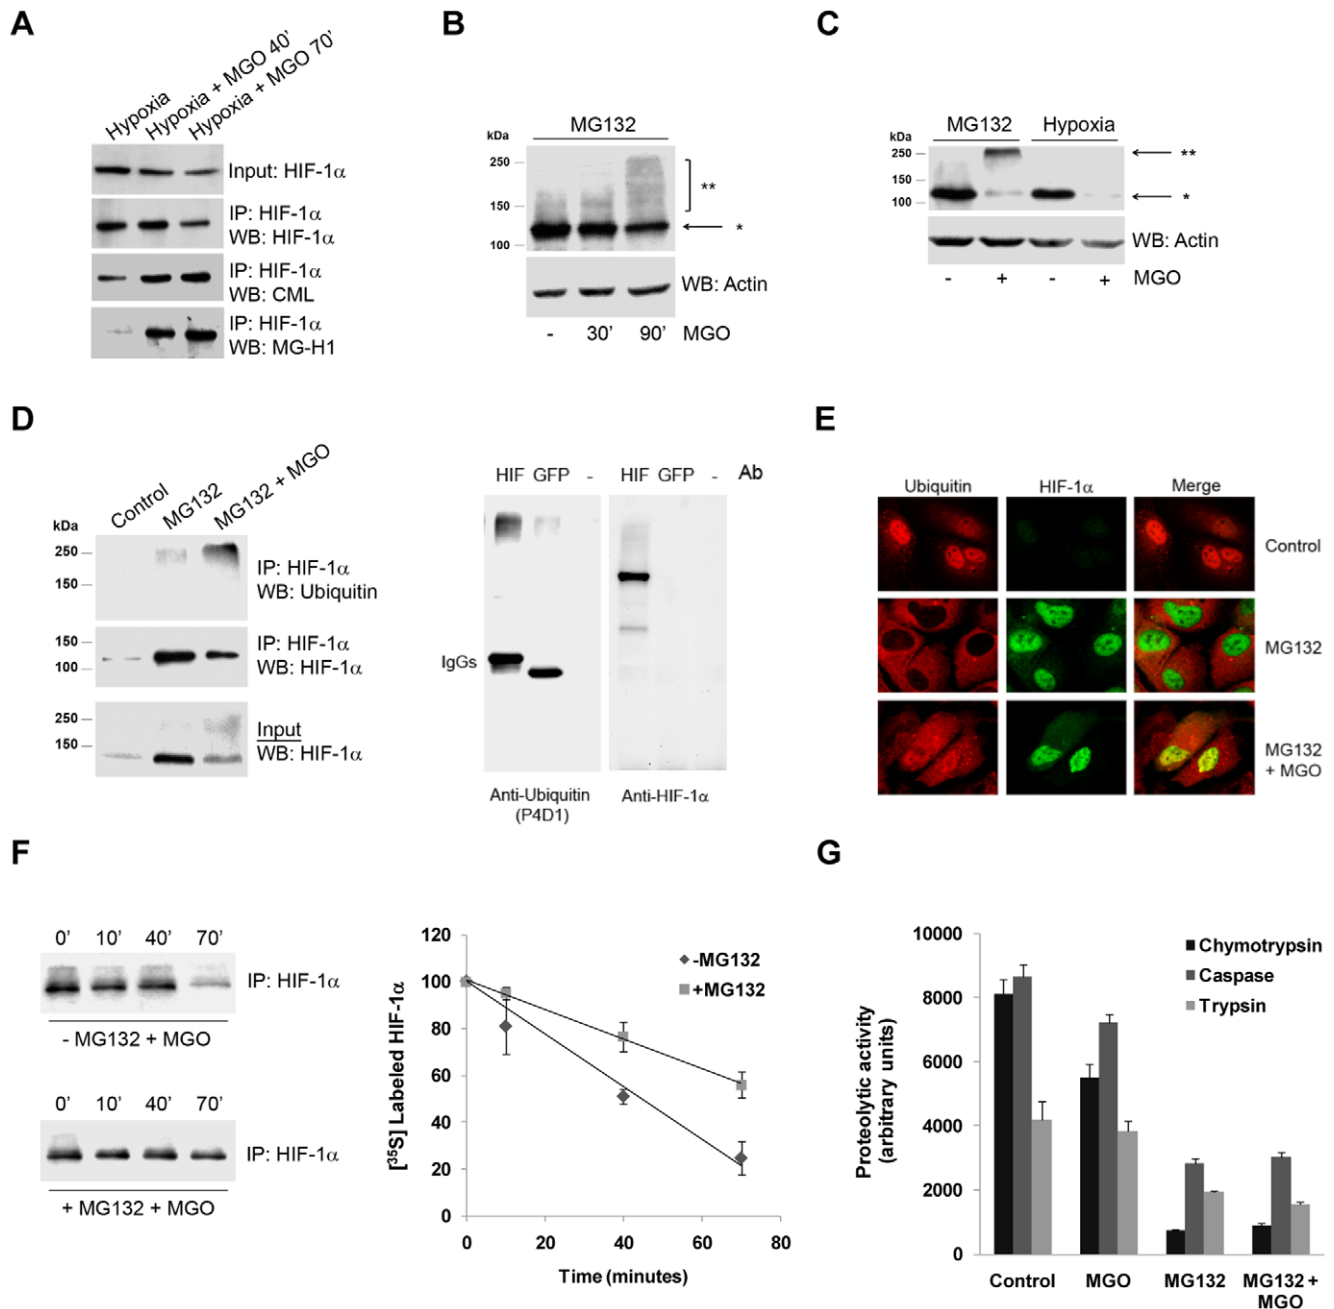 A
Hypoxia
Hypoxia + MGO 40'
Hypoxia + MGO 70'
Input: HIF-1α
IP: HIF-1α
WB: HIF-1α
IP: HIF-1α
WB: CML
IP: HIF-1α
WB: MG-H1
B
MG132
kDa
250
150
100
**
*
WB: Actin
- 30' 90' MGO
C
MG132 Hypoxia
kDa
250
150
100
**
*
WB: Actin
- + - + MGO
D
Control
MG132
MG132 + MGO
kDa
250
150
IP: HIF-1α
WB: Ubiquitin
150
100
IP: HIF-1α
WB: HIF-1α
250
150
Input
WB: HIF-1α
HIF GFP - HIF GFP - Ab
IgGs
Anti-Ubiquitin
(P4D1)
Anti-HIF-1α
E
Ubiquitin HIF-1α Merge
Control
MG132
MG132
+ MGO
F
0' 10' 40' 70'
IP: HIF-1α
- MG132 + MGO
0' 10' 40' 70'
IP: HIF-1α
+ MG132 + MGO
[³⁵S] Labeled HIF-1α
120
100
80
60
40
20
0
-MG132
+MG132
0 20 40 60 80
Time (minutes)
G
Proteolytic activity
(arbitrary units)
10000
8000
6000
4000
2000
0
Chymotrypsin
Caspase
Trypsin
Control MGO MG132 MG132 +
MGO